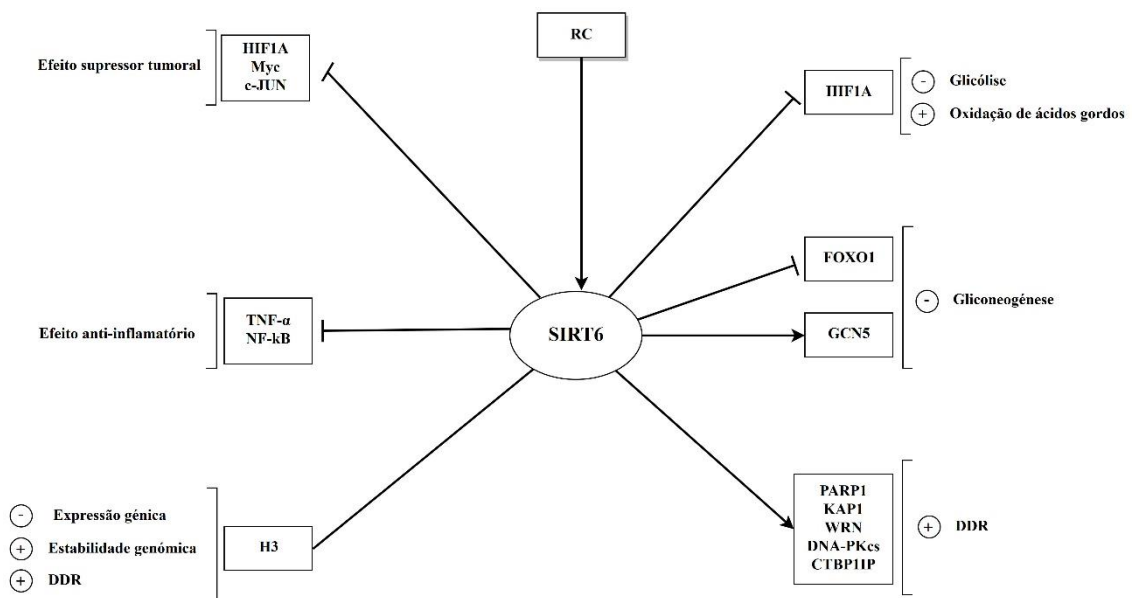 RC
Efeito supressor tumoral
HIF1A
Myc
c-JUN
HIF1A
- Glicólise
+ Oxidação de ácidos gordos
Efeito anti-inflamatório
TNF-α
NF-kB
SIRT6
FOXO1
GCN5
- Gliconeogénese
- Expressão génica
+ Estabilidade genómica
+ DDR
H3
PARP1
KAP1
WRN
DNA-PKcs
CTBP1IP
+ DDR